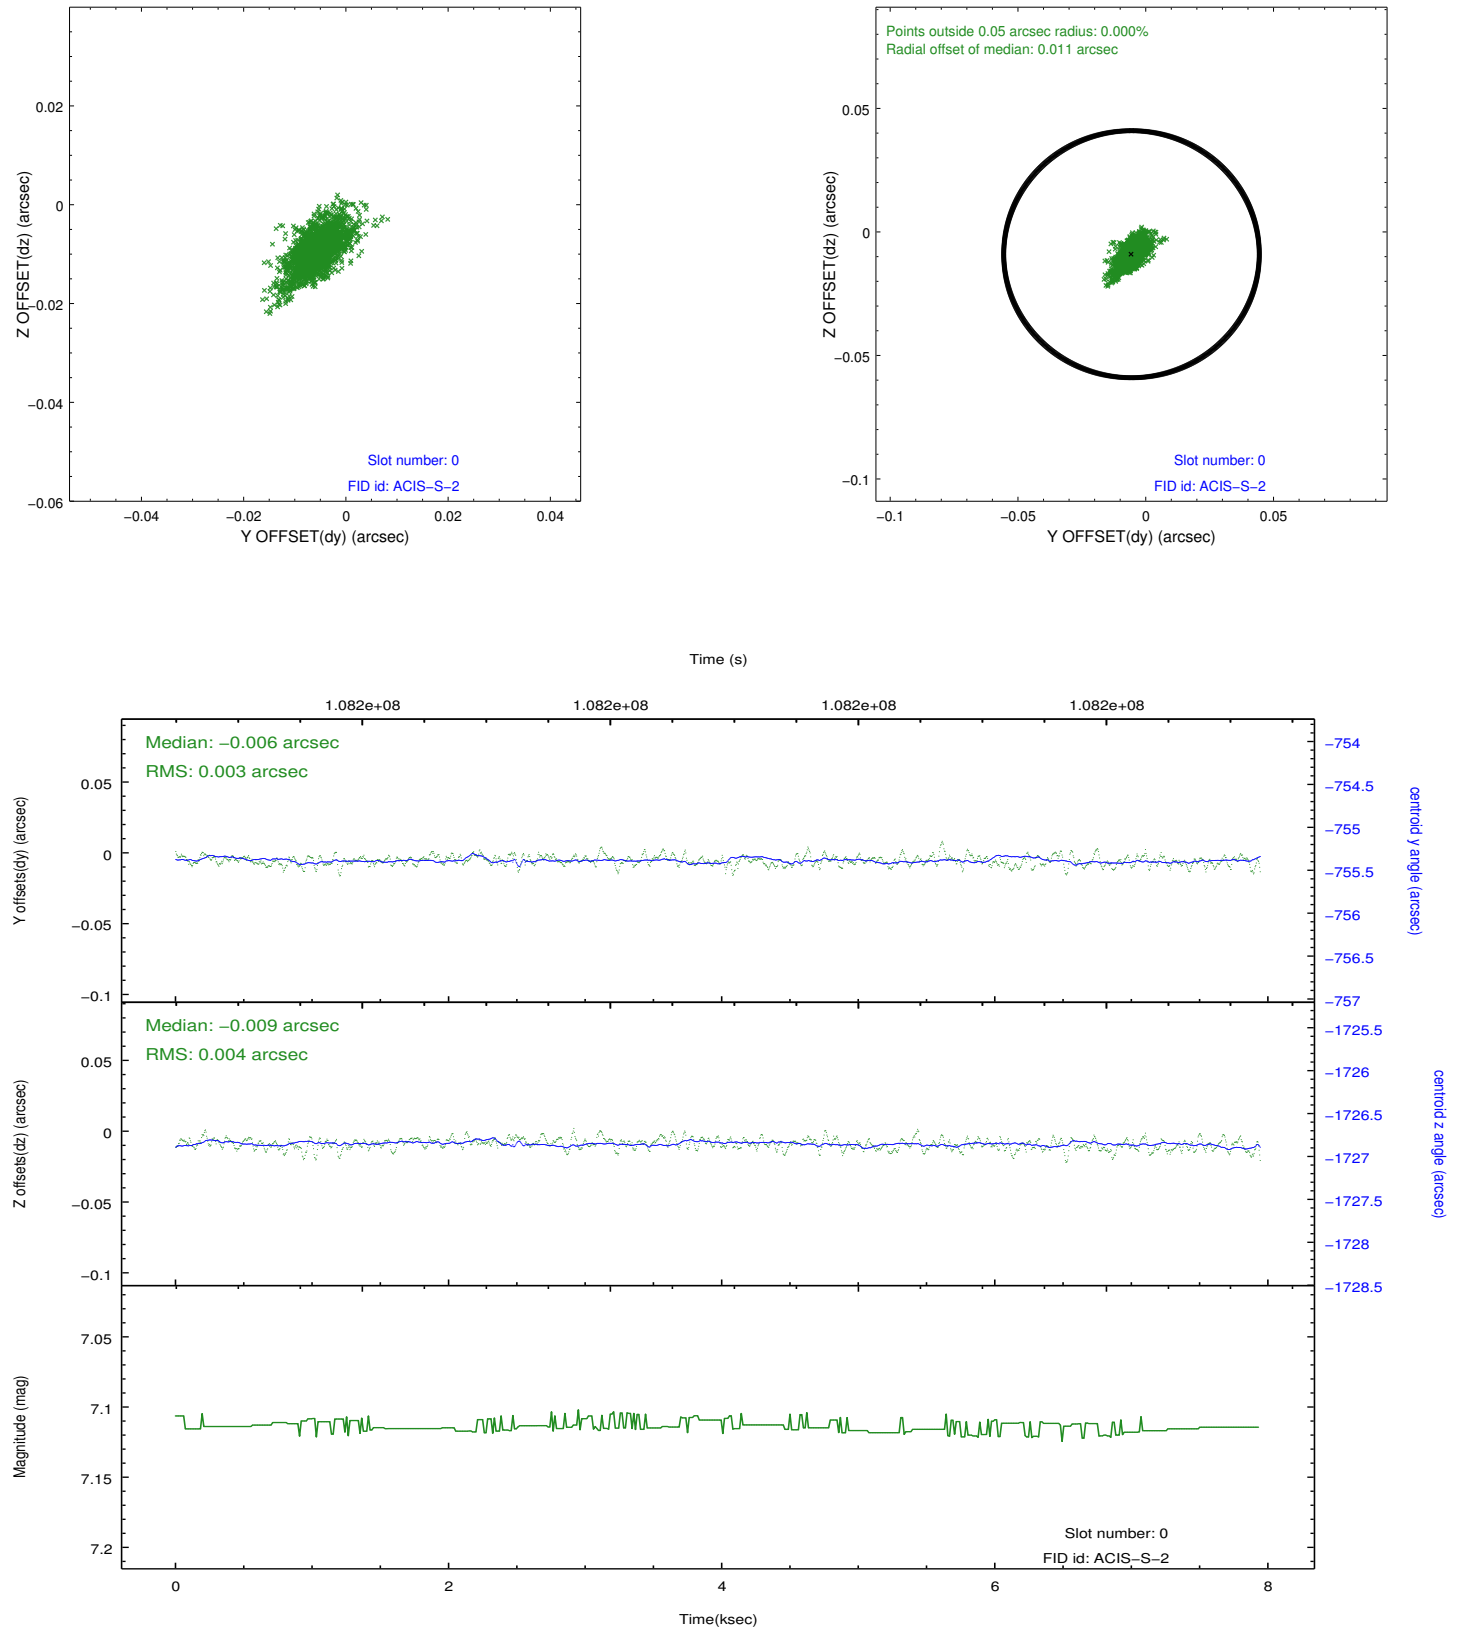 Z OFFSET(dz) (arcsec)
0.02
0
−0.02
−0.04
−0.06
Slot number: 0
FID id: ACIS−S−2
−0.04
−0.02
0
0.02
0.04
Y OFFSET(dy) (arcsec)
Points outside 0.05 arcsec radius: 0.000%
Radial offset of median: 0.011 arcsec
Z OFFSET(dz) (arcsec)
0.05
0
−0.05
−0.1
Slot number: 0
FID id: ACIS−S−2
−0.1
−0.05
0
0.05
Y OFFSET(dy) (arcsec)
Time (s)
1.082e+08
1.082e+08
1.082e+08
1.082e+08
Median: −0.006 arcsec
RMS: 0.003 arcsec
Y offsets(dy) (arcsec)
0.05
0
−0.05
−0.1
−754
−754.5
−755
−755.5
−756
−756.5
−757
centroid y angle (arcsec)
Median: −0.009 arcsec
RMS: 0.004 arcsec
Z offsets(dz) (arcsec)
0.05
0
−0.05
−0.1
−1725.5
−1726
−1726.5
−1727
−1727.5
−1728
−1728.5
centroid z angle (arcsec)
Magnitude (mag)
7.05
7.1
7.15
7.2
Slot number: 0
FID id: ACIS−S−2
0
2
4
6
8
Time(ksec)